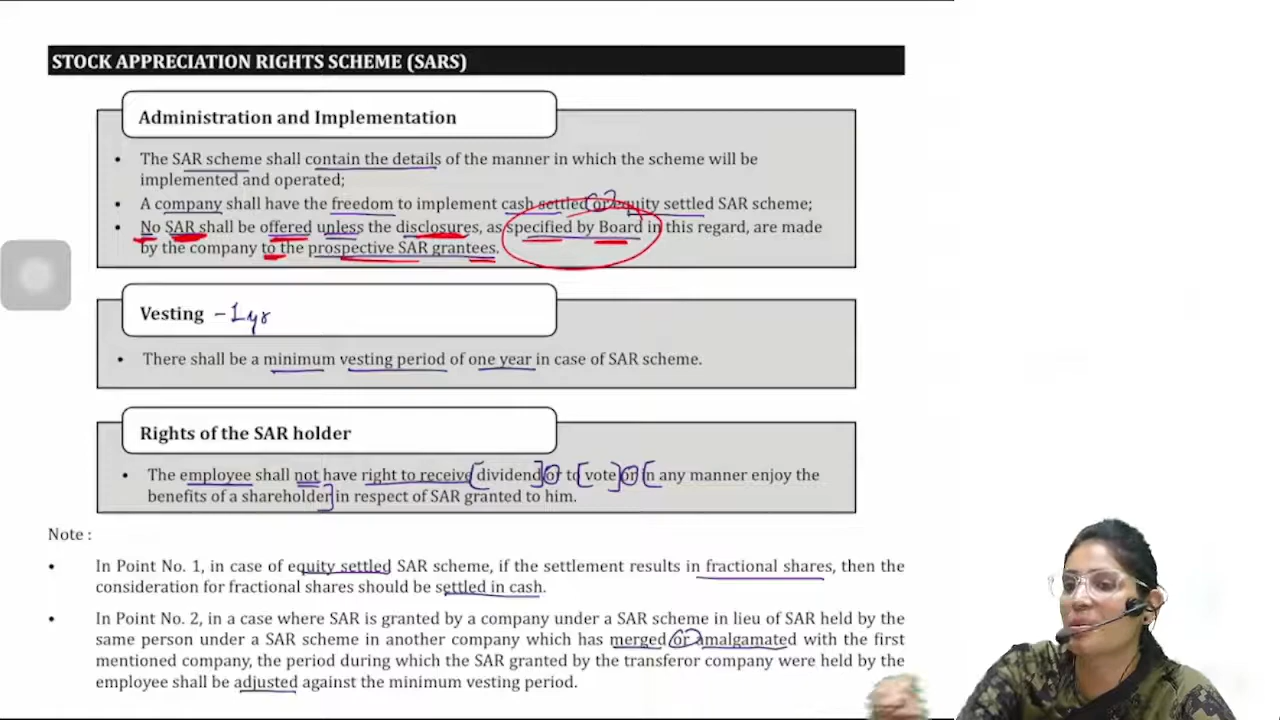 STOCK APPRECIATION RIGHTS SCHEME (SARS)
Administration and Implementation
• The SAR scheme shall contain the details of the manner in which the scheme will be
implemented and operated;
• A company shall have the freedom to implement cash settled or equity settled SAR scheme;
• No SAR shall be offered unless the disclosures, as specified by Board in this regard, are made
by the company to the prospective SAR grantees.
Vesting - 1 yr
• There shall be a minimum vesting period of one year in case of SAR scheme.
Rights of the SAR holder
• The employee shall not have right to receive [dividend] or to [vote] or [in any manner enjoy the
benefits of a shareholder] in respect of SAR granted to him.
Note :
• In Point No. 1, in case of equity settled SAR scheme, if the settlement results in fractional shares, then the
consideration for fractional shares should be settled in cash.
• In Point No. 2, in a case where SAR is granted by a company under a SAR scheme in lieu of SAR held by the
same person under a SAR scheme in another company which has merged or amalgamated with the first
mentioned company, the period during which the SAR granted by the transferor company were held by the
employee shall be adjusted against the minimum vesting period.